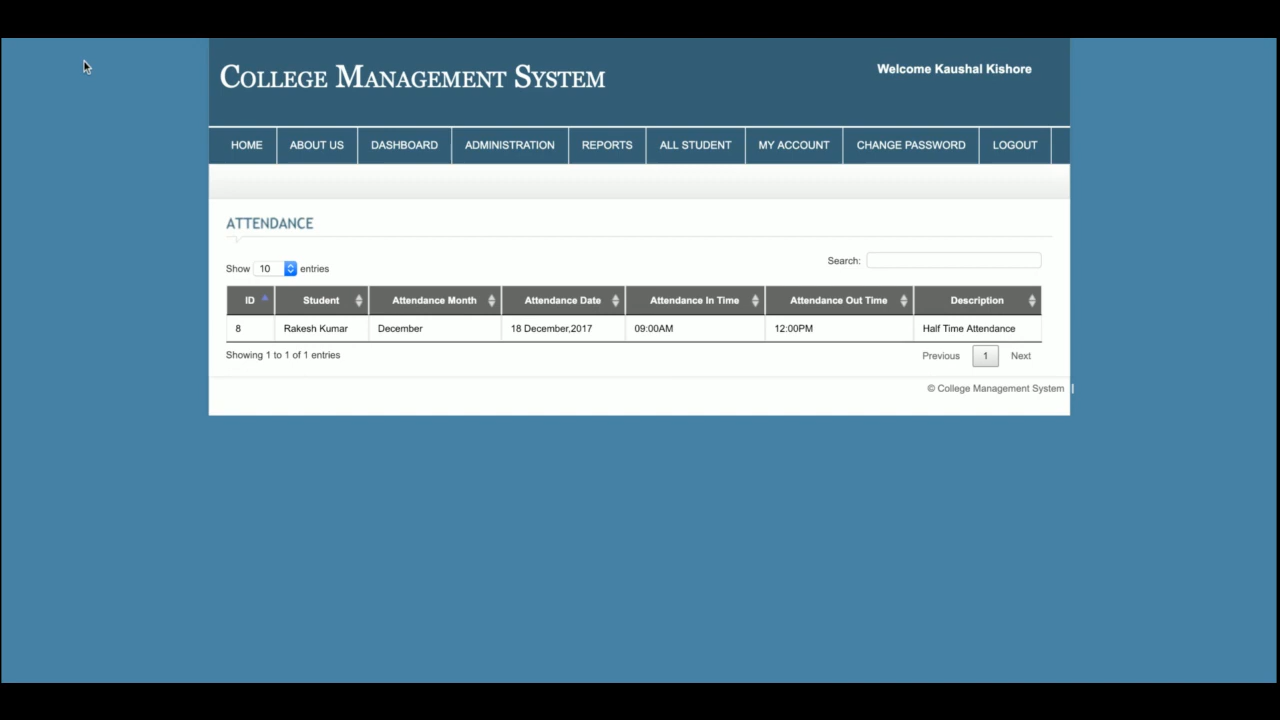 College Management System
Welcome Kaushal Kishore
HOME ABOUT US DASHBOARD ADMINISTRATION REPORTS ALL STUDENT MY ACCOUNT CHANGE PASSWORD LOGOUT
ATTENDANCE
Show 10 entries Search:
ID Student Attendance Month Attendance Date Attendance In Time Attendance Out Time Description
8 Rakesh Kumar December 18 December,2017 09:00AM 12:00PM Half Time Attendance
Showing 1 to 1 of 1 entries Previous 1 Next
© College Management System |